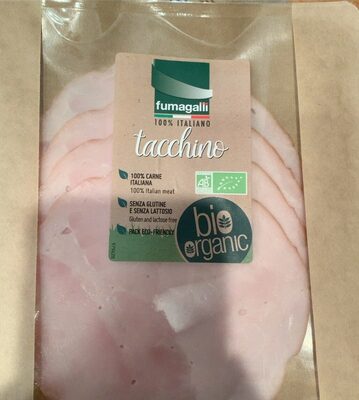 fumagalli
100% ITALIANO
tacchino
100% CARNE
ITALIANA
100% Italian meat
SENZA GLUTINE
E SENZA LATTOSIO
Gluten and lactose free
PACK ECO-FRIENDLY
AB
bio
organic